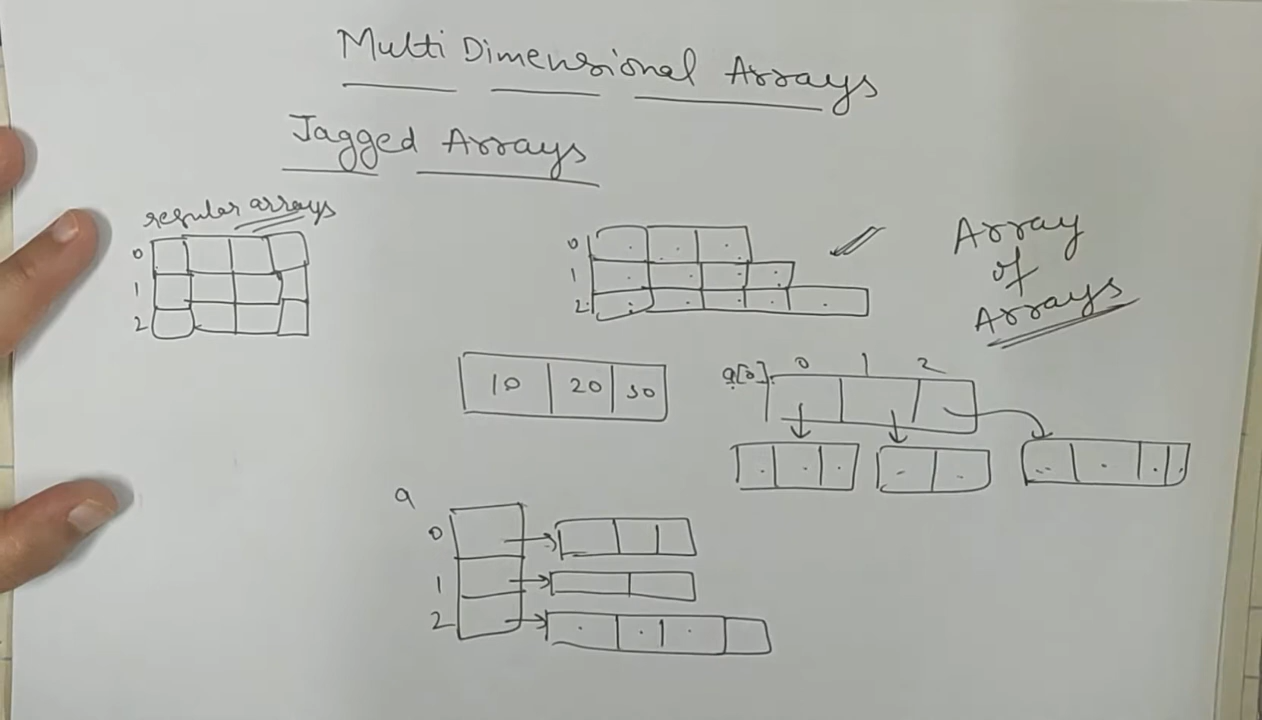 Multi Dimensional Arrays
Jagged Arrays
regular arrays
0
1
2
0
1
2
Array
of
Arrays
10 20 30
a[0] 0 1 2
a
0
1
2